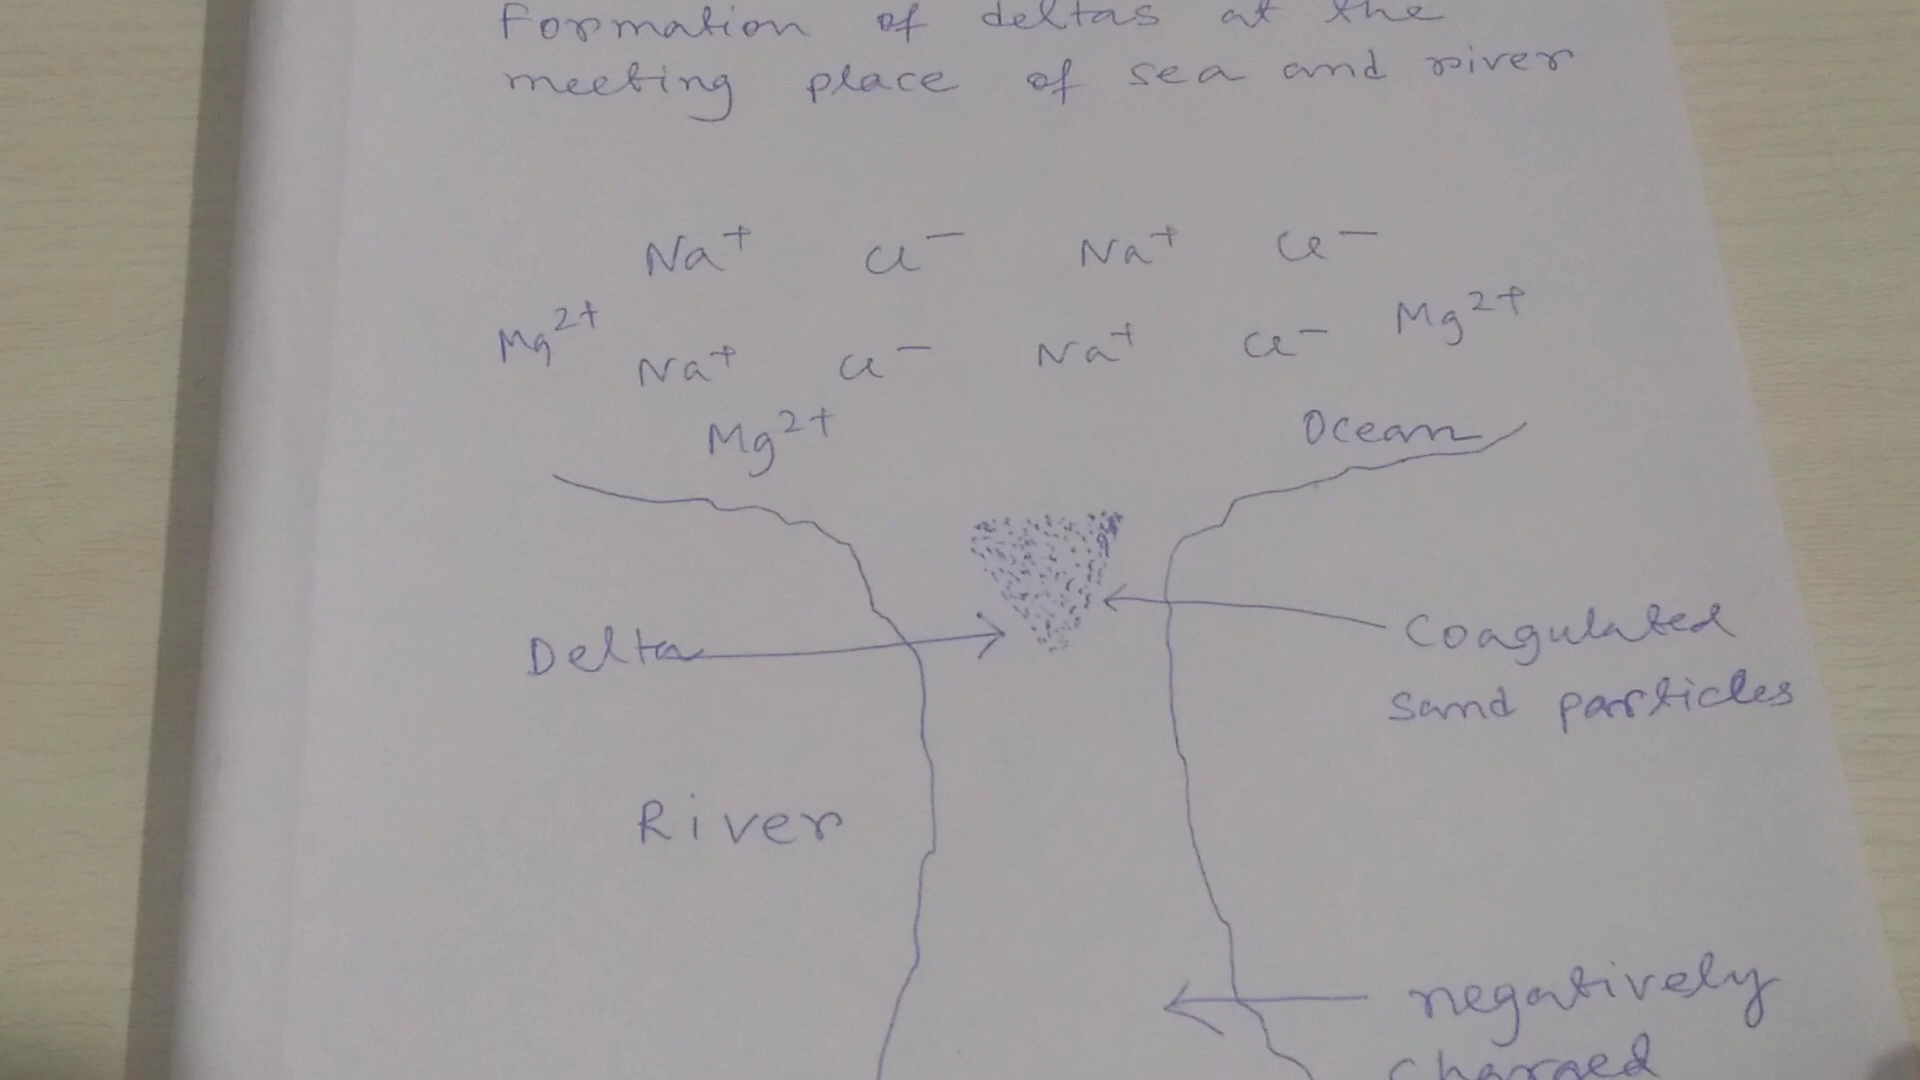 Formation of deltas at the
meeting place of sea and river
Na⁺ Cl⁻ Na⁺ Cl⁻
Mg²⁺ Na⁺ Cl⁻ Na⁺ Cl⁻ Mg²⁺
Mg²⁺
Ocean
Delta
Coagulated
sand particles
River
negatively
charged